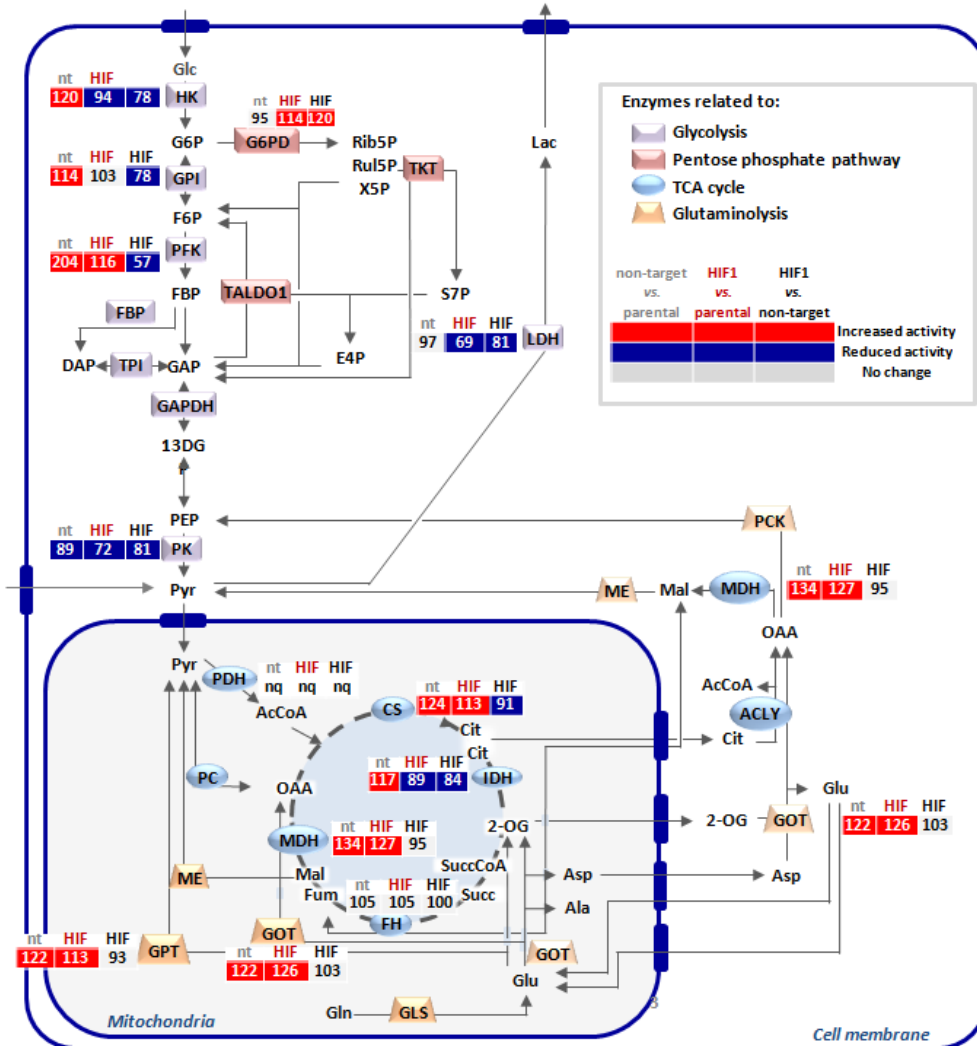 Glc
nt HIF
120 94 78
HK
nt HIF HIF
95 114 120
G6P
G6PD
Rib5P
Rul5P
X5P
TKT
Lac
nt HIF HIF
114 103 78
GPI
F6P
nt HIF HIF
204 116 57
PFK
FBP
TALDO1
S7P
FBP
nt HIF HIF
97 69 81
LDH
DAP
TPI
GAP
E4P
GAPDH
13DG
r
PEP
nt HIF HIF
89 72 81
PK
Pyr
Enzymes related to:
Glycolysis
Pentose phosphate pathway
TCA cycle
Glutaminolysis
non-target
vs.
parental
HIF1
vs.
parental
HIF1
vs.
non-target
Increased activity
Reduced activity
No change
PCK
ME
Mal
MDH
nt HIF HIF
134 127 95
OAA
AcCoA
ACLY
Cit
Glu
2-OG
GOT
nt HIF HIF
122 126 103
Asp
Pyr
PDH
nt HIF HIF
nq nq nq
AcCoA
CS
nt HIF HIF
124 113 91
Cit
Cit
nt HIF HIF
117 89 84
IDH
PC
OAA
MDH
nt HIF HIF
134 127 95
2-OG
SuccCoA
ME
Mal
Fum
nt HIF HIF
105 105 100
Succ
FH
Asp
Ala
nt HIF HIF
122 113 93
GPT
GOT
nt HIF HIF
122 126 103
GOT
Glu
Gln
GLS
3
Mitochondria
Cell membrane